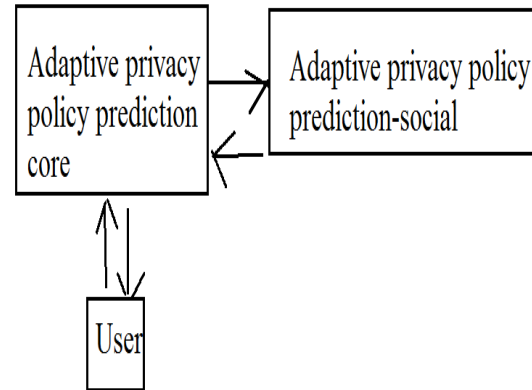 Adaptive privacy
policy prediction
core
Adaptive privacy policy
prediction-social
User